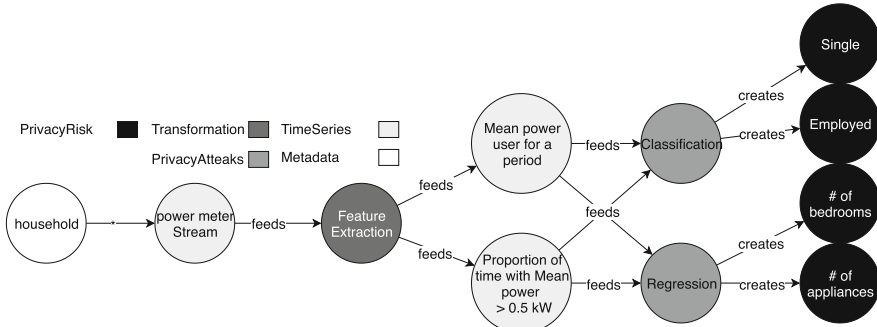 Single
creates
PrivacyRisk
Transformation
TimeSeries
PrivacyAtteaks
Metadata
Mean power
user for a
period
feeds
Classification
creates
Employed
feeds
household
*
power meter
Stream
feeds
Feature
Extraction
feeds
# of
bedrooms
creates
feeds
Proportion of
time with Mean
power
> 0.5 kW
feeds
Regression
creates
# of
appliances